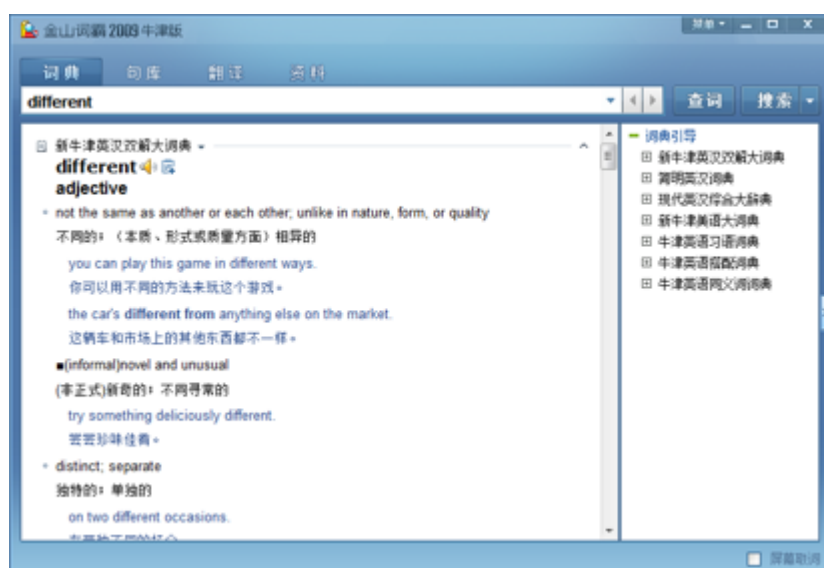 金山词霸 2009 牛津版
菜单
词典 句库 翻译 资料
different
查词 搜索
新牛津英汉双解大词典
different
adjective
not the same as another or each other; unlike in nature, form, or quality
不同的；（本质、形式或质量方面）相异的
you can play this game in different ways.
你可以用不同的方法来玩这个游戏。
the car's different from anything else on the market.
这辆车和市场上的其他东西都不一样。
■(informal)novel and unusual
(非正式)新奇的；不同寻常的
try something deliciously different.
尝尝珍味佳肴。
distinct; separate
独特的；单独的
on two different occasions.
词典引导
新牛津英汉双解大词典
简明英汉词典
现代英汉综合大辞典
新牛津美语大词典
牛津英语习语词典
牛津英语搭配词典
牛津英语同义词词典
屏幕取词